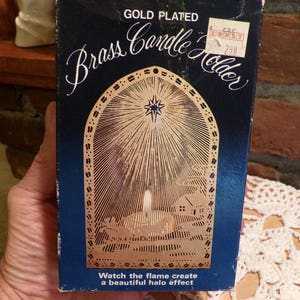 GOLD PLATED
Brass Candle Holder
Watch the flame create
a beautiful halo effect